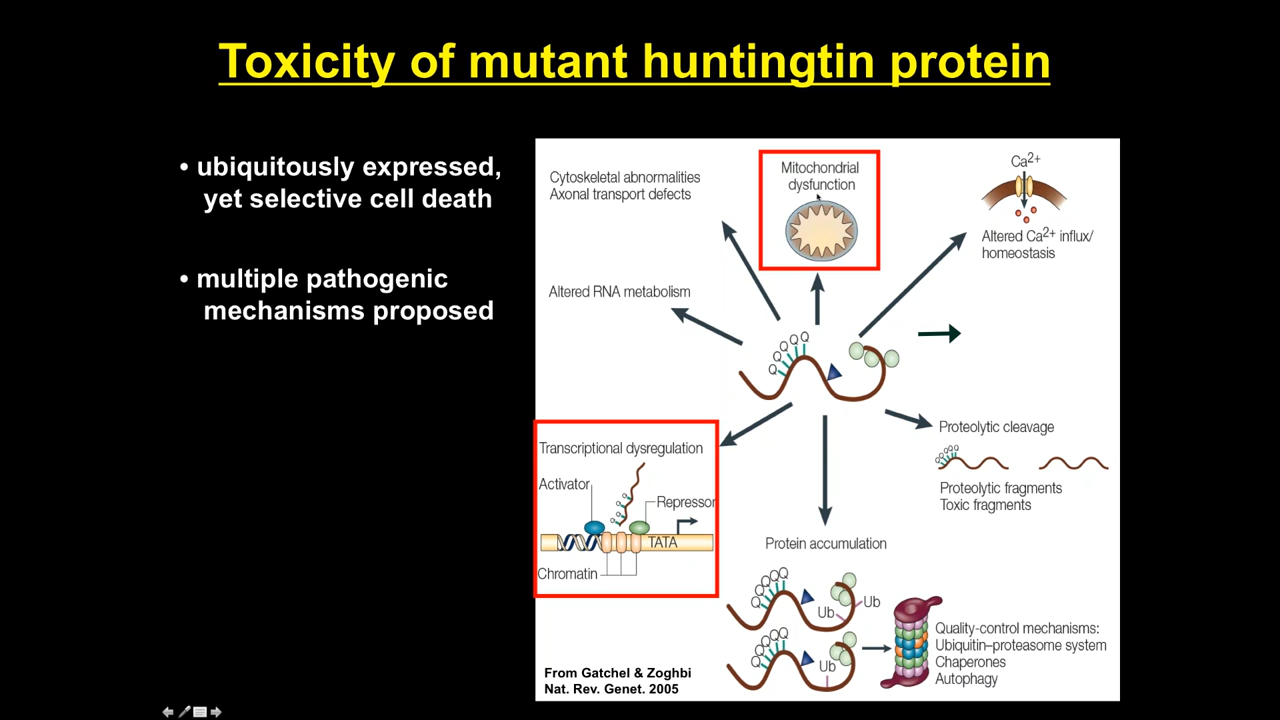 Toxicity of mutant huntingtin protein
• ubiquitously expressed,
yet selective cell death
• multiple pathogenic
mechanisms proposed
Cytoskeletal abnormalities
Axonal transport defects
Mitochondrial
dysfunction
Ca2+
Altered Ca2+ influx/
homeostasis
Altered RNA metabolism
Q Q Q Q Q
Transcriptional dysregulation
Activator
Q Q Q Q
Repressor
TATA
Chromatin
Proteolytic cleavage
Q Q Q Q Q
Proteolytic fragments
Toxic fragments
Protein accumulation
Q Q Q Q Q
Ub
Ub
Q Q Q Q Q
Ub
Quality-control mechanisms:
Ubiquitin–proteasome system
Chaperones
Autophagy
From Gatchel & Zoghbi
Nat. Rev. Genet. 2005